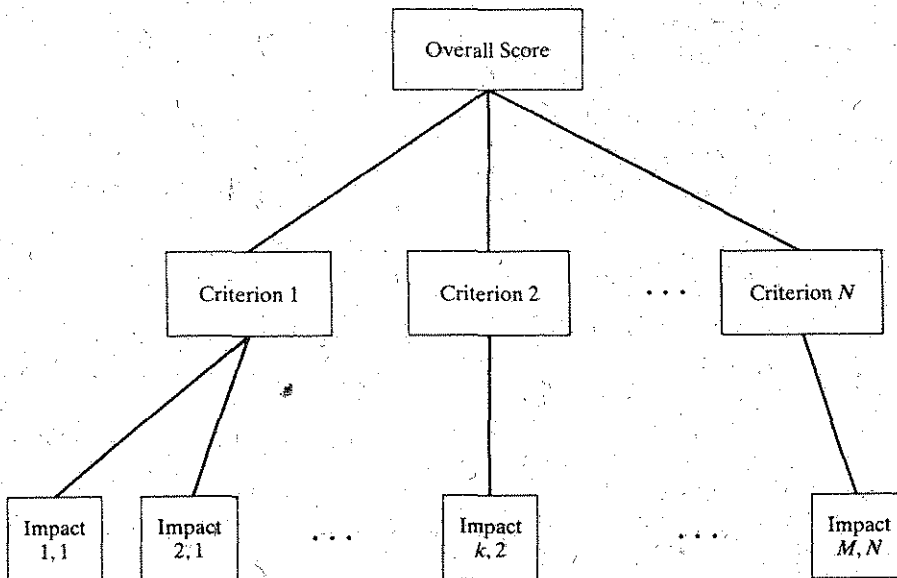 Overall Score
Criterion 1
Criterion 2
. . .
Criterion N
Impact
1, 1
Impact
2, 1
. . .
Impact
k, 2
. . .
Impact
M, N